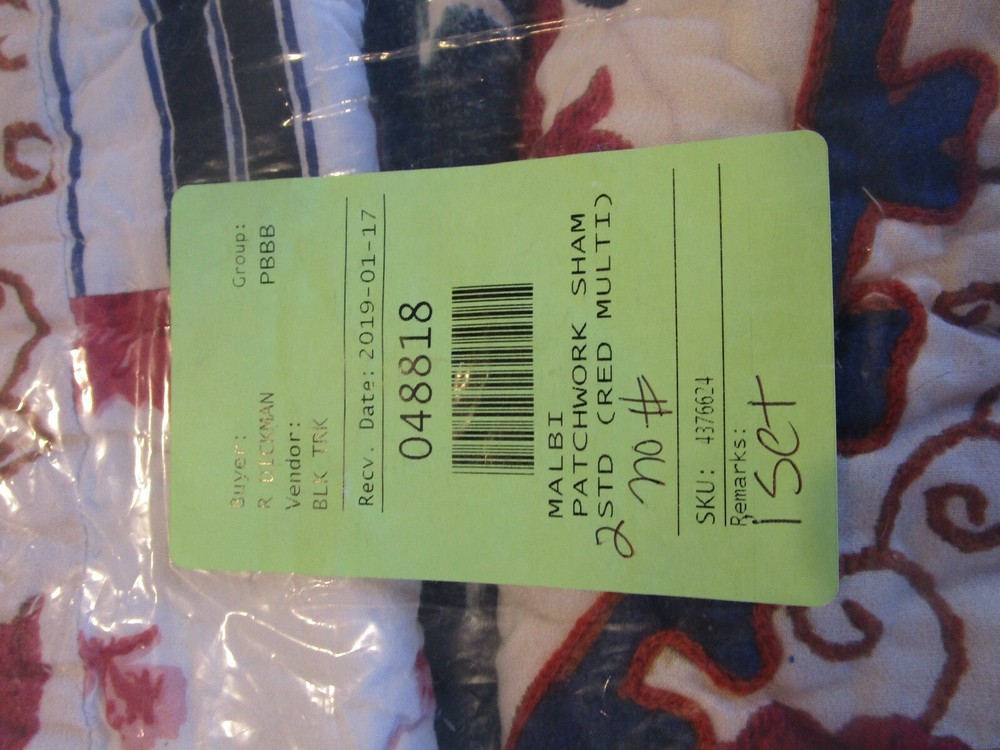 Buyer: Group:
R DICKMAN PBBB
Vendor:
BLK TRK
Recv. Date: 2019-01-17
048818
MALBI
PATCHWORK SHAM
2STD (RED MULTI)
no #
SKU: 4376624
Remarks:
1 Set